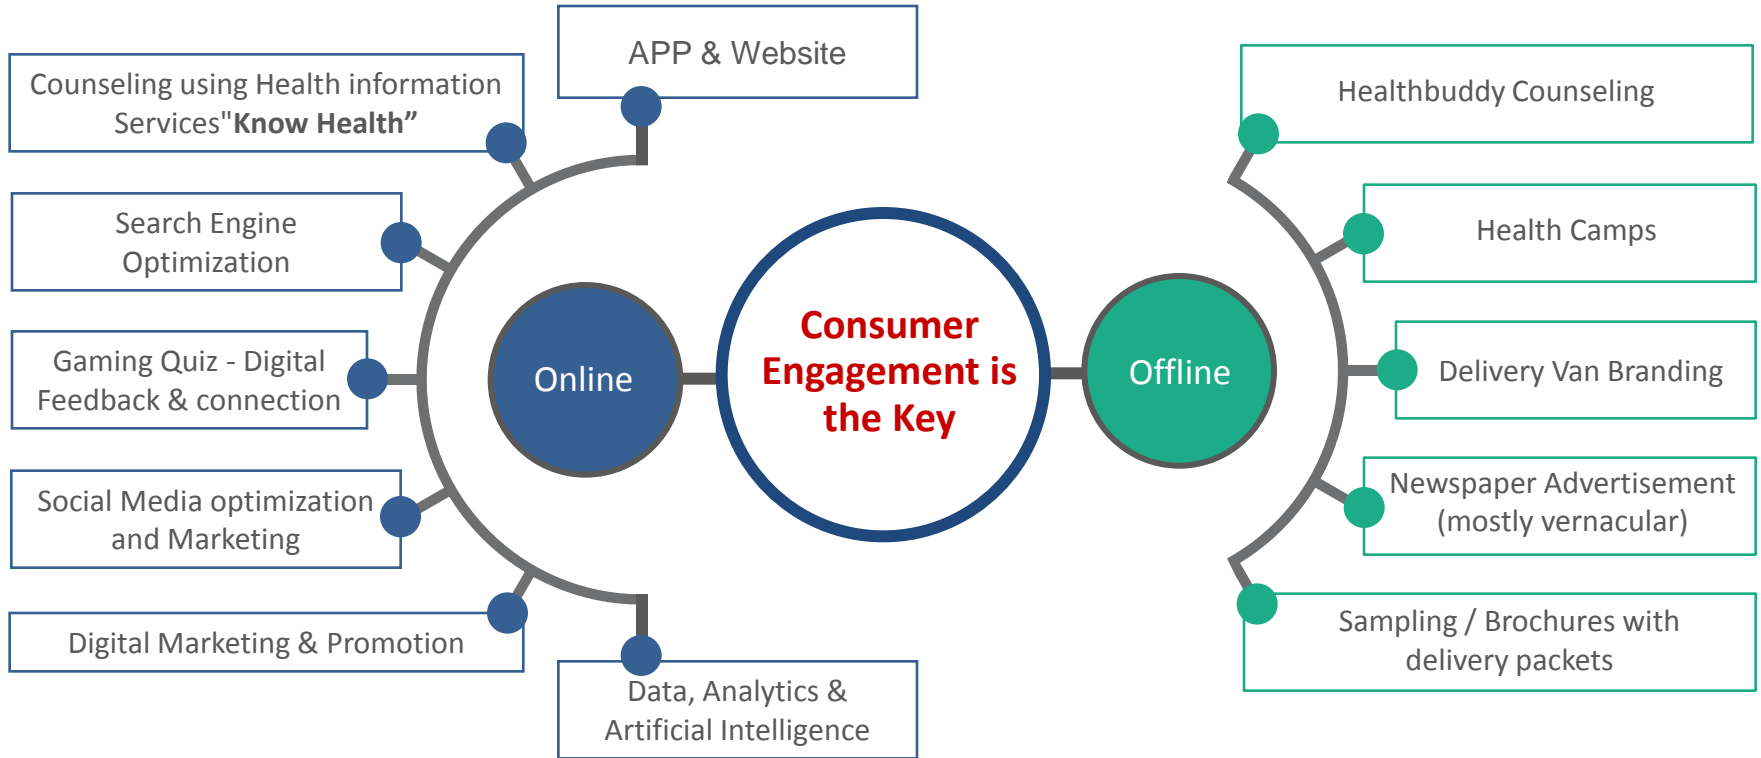 APP & Website
Counseling using Health information
Services"Know Health”
Search Engine
Optimization
Gaming Quiz - Digital
Feedback & connection
Social Media optimization
and Marketing
Digital Marketing & Promotion
Data, Analytics &
Artificial Intelligence
Online
Consumer
Engagement is
the Key
Offline
Healthbuddy Counseling
Health Camps
Delivery Van Branding
Newspaper Advertisement
(mostly vernacular)
Sampling / Brochures with
delivery packets